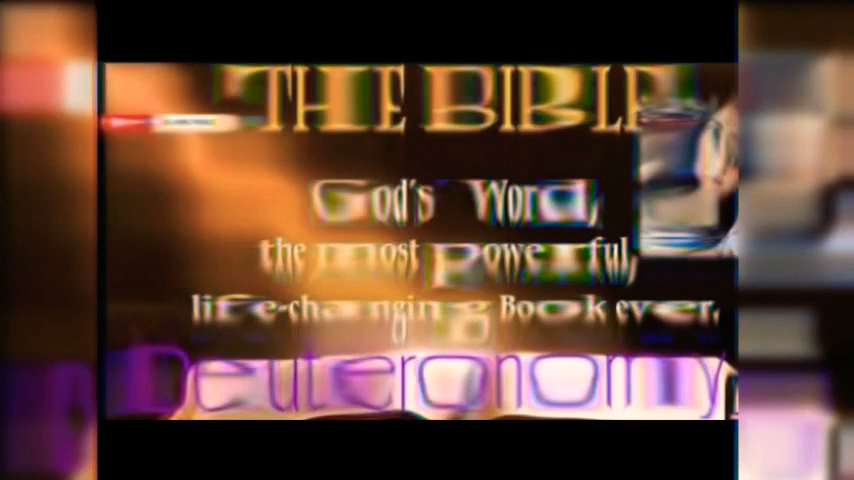 THE BIBLE
God's Word,
the most powerful,
life-changing Book ever.
Deuteronomy